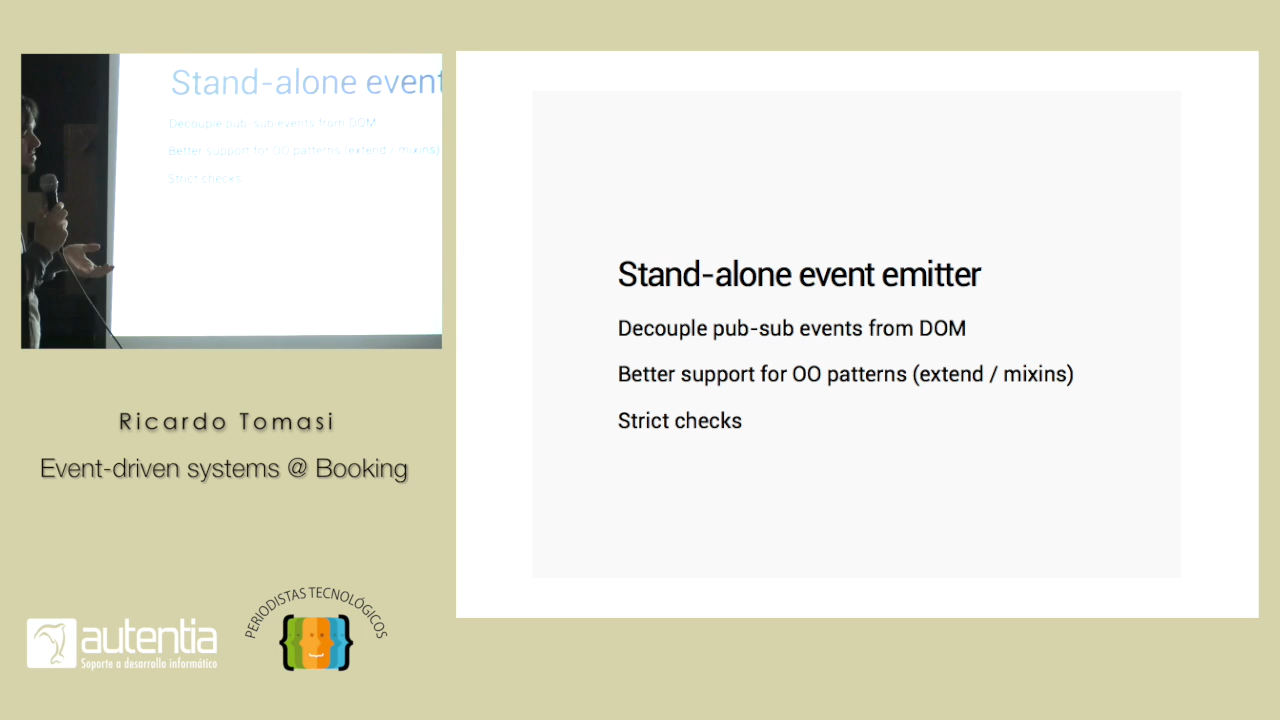 Stand-alone event
Decouple pub-sub events from DOM
Better support for OO patterns (extend / mixins)
Strict checks
Stand-alone event emitter
Decouple pub-sub events from DOM
Better support for OO patterns (extend / mixins)
Strict checks
Ricardo Tomasi
Event-driven systems @ Booking
autentia
Soporte a desarrollo informático
PERIODISTAS TECNOLÓGICOS